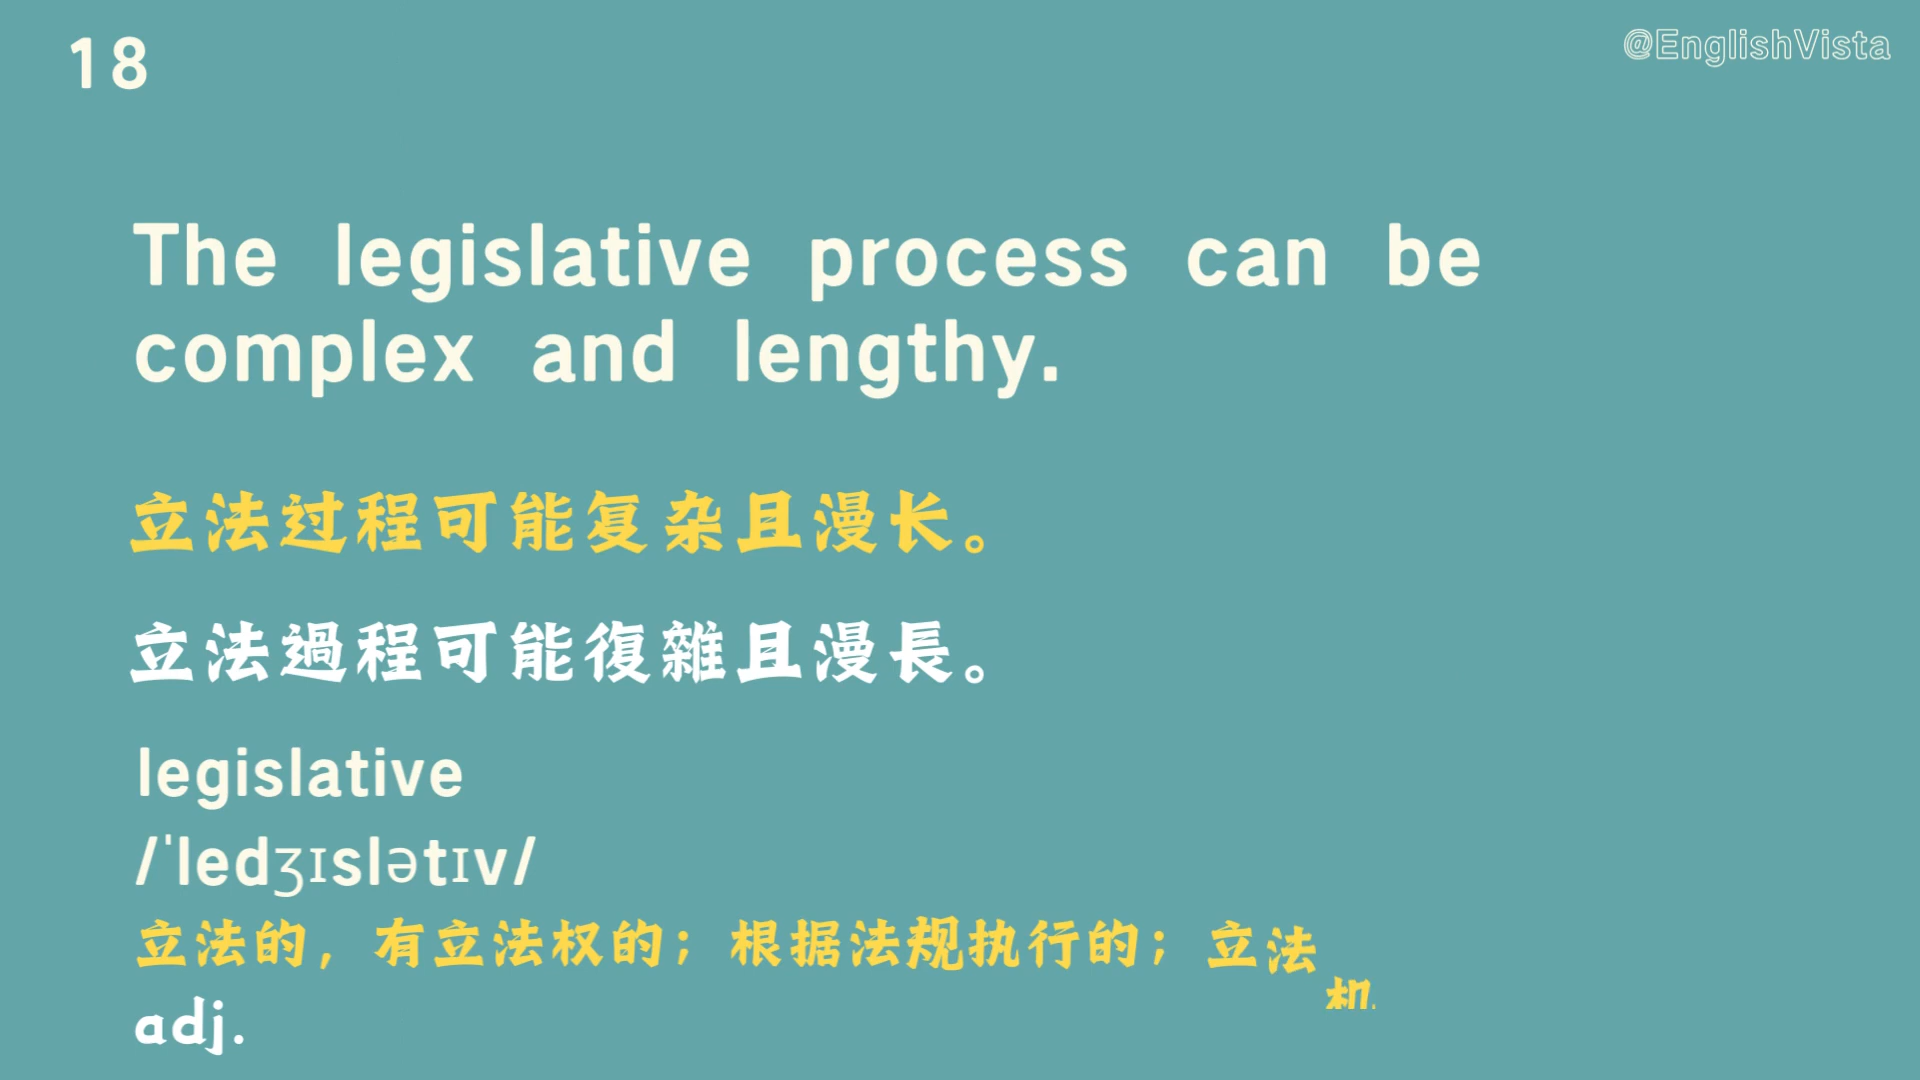 18
@EnglishVista
The legislative process can be
complex and lengthy.
立法过程可能复杂且漫长。
立法過程可能復雜且漫長。
legislative
/ˈledʒɪslətɪv/
立法的，有立法权的；根据法规执行的；立法
adj.